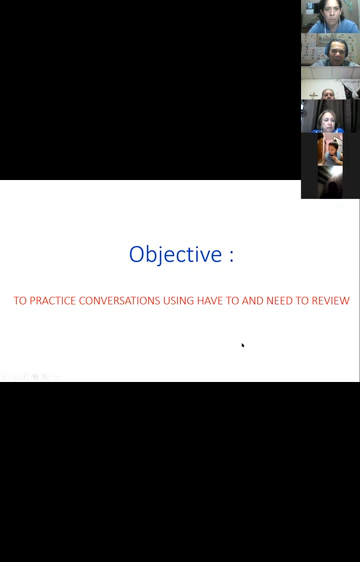 Objective :
TO PRACTICE CONVERSATIONS USING HAVE TO AND NEED TO REVIEW